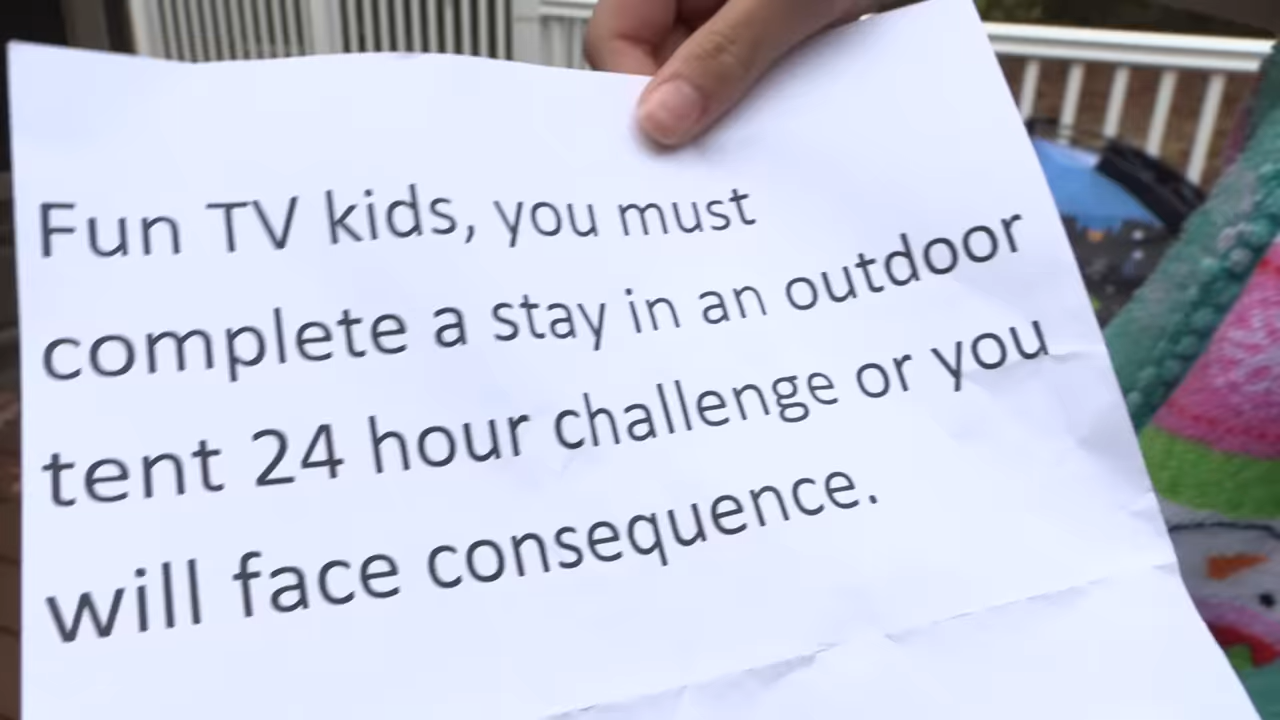 Fun TV kids, you must
complete a stay in an outdoor
tent 24 hour challenge or you
will face consequence.